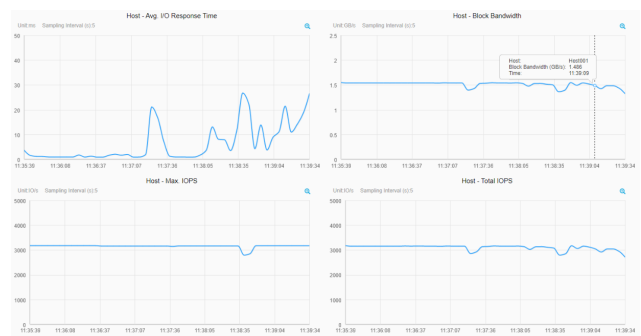 Host - Avg. I/O Response Time
Unit:ms Sampling Interval (s):5
50
40
30
20
10
0
11:35:39 11:36:08 11:36:37 11:37:07 11:37:36 11:38:05 11:38:35 11:39:04 11:39:34
Host - Block Bandwidth
Unit:GB/s Sampling Interval (s):5
2.5
2
1.5
1
0.5
0
Host: Host001
Block Bandwidth (GB/s): 1.486
Time: 11:39:09
11:35:39 11:36:08 11:36:37 11:37:07 11:37:36 11:38:05 11:38:35 11:39:04 11:39:34
Host - Max. IOPS
Unit:IO/s Sampling Interval (s):5
5000
4000
3000
2000
1000
0
11:35:39 11:36:08 11:36:37 11:37:07 11:37:36 11:38:05 11:38:35 11:39:04 11:39:34
Host - Total IOPS
Unit:IO/s Sampling Interval (s):5
5000
4000
3000
2000
1000
0
11:35:39 11:36:08 11:36:37 11:37:07 11:37:36 11:38:05 11:38:35 11:39:04 11:39:34